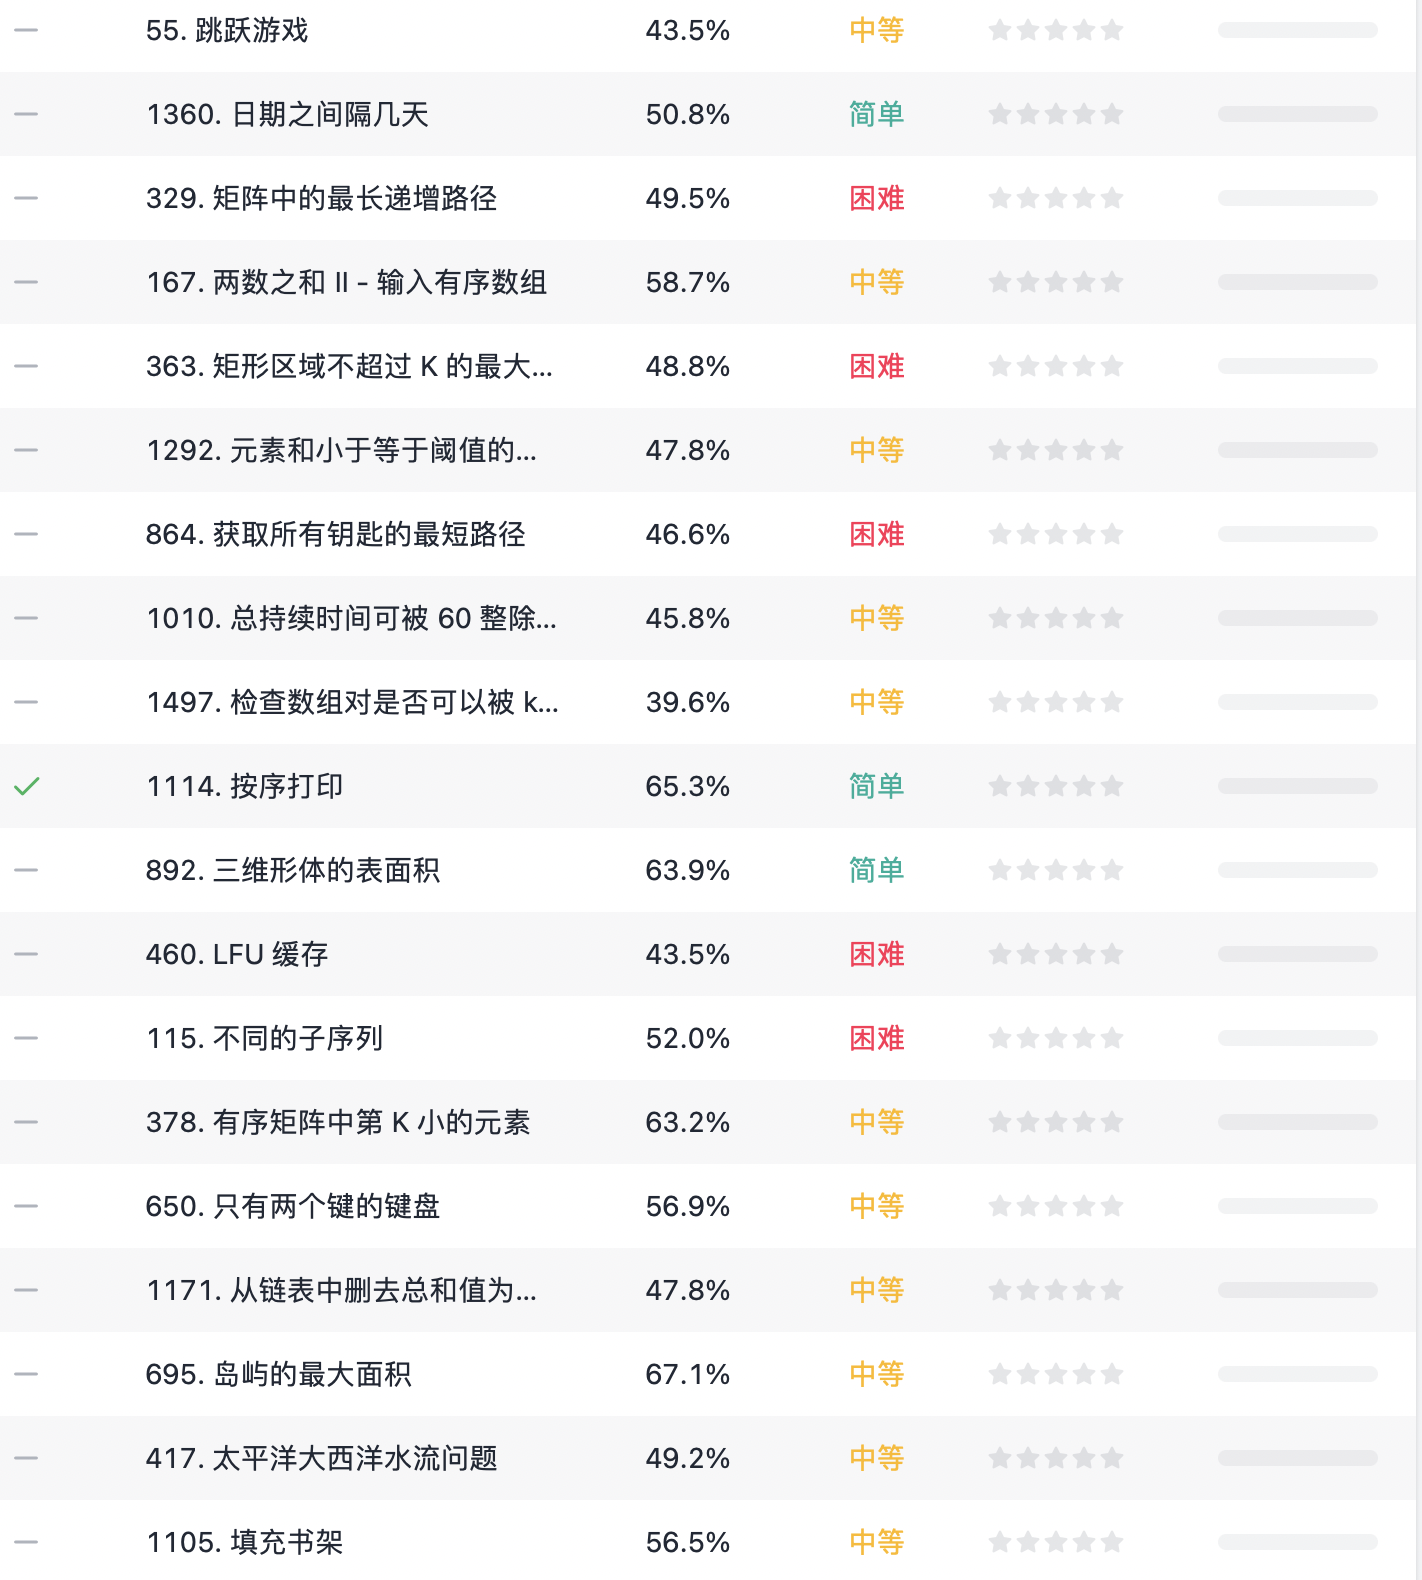 55. 跳跃游戏 43.5% 中等
1360. 日期之间隔几天 50.8% 简单
329. 矩阵中的最长递增路径 49.5% 困难
167. 两数之和 II - 输入有序数组 58.7% 中等
363. 矩形区域不超过 K 的最大... 48.8% 困难
1292. 元素和小于等于阈值的... 47.8% 中等
864. 获取所有钥匙的最短路径 46.6% 困难
1010. 总持续时间可被 60 整除... 45.8% 中等
1497. 检查数组对是否可以被 k... 39.6% 中等
1114. 按序打印 65.3% 简单
892. 三维形体的表面积 63.9% 简单
460. LFU 缓存 43.5% 困难
115. 不同的子序列 52.0% 困难
378. 有序矩阵中第 K 小的元素 63.2% 中等
650. 只有两个键的键盘 56.9% 中等
1171. 从链表中删去总和值为... 47.8% 中等
695. 岛屿的最大面积 67.1% 中等
417. 太平洋大西洋水流问题 49.2% 中等
1105. 填充书架 56.5% 中等